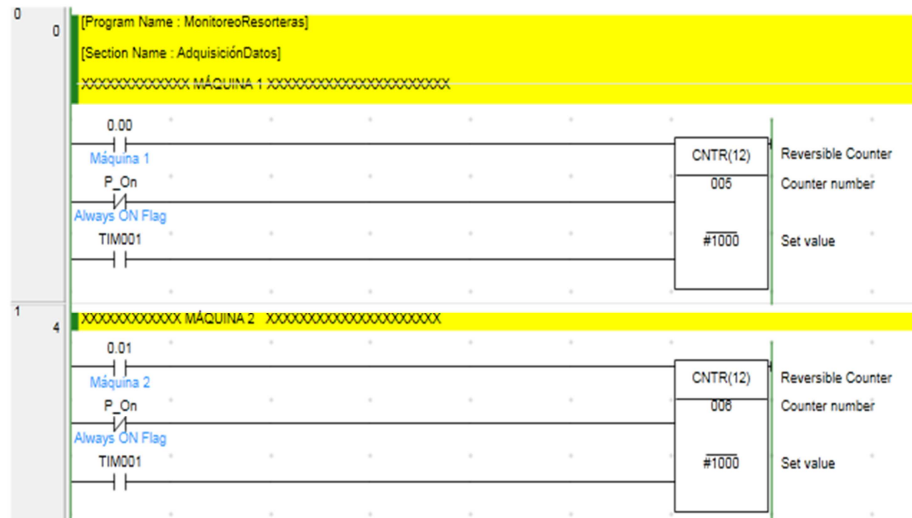 0
0
[Program Name : MonitoreoResorteras]
[Section Name : AdquisiciónDatos]
XXXXXXXXXXXXX MÁQUINA 1 XXXXXXXXXXXXXXXXXXXXXX
0.00
Máquina 1
CNTR(12)
Reversible Counter
P_On
005
Counter number
Always ON Flag
TIM001
#1000
Set value
1
4
XXXXXXXXXXXX MÁQUINA 2 XXXXXXXXXXXXXXXXXXXXX
0.01
Máquina 2
CNTR(12)
Reversible Counter
P_On
006
Counter number
Always ON Flag
TIM001
#1000
Set value